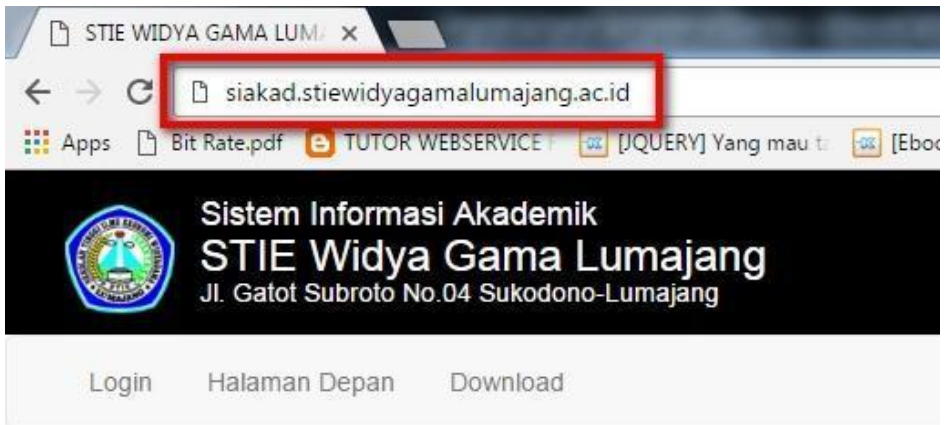 STIE WIDYA GAMA LUM
siakad.stiewidyagamalumajang.ac.id
Apps Bit Rate.pdf TUTOR WEBSERVICE [JQUERY] Yang mau [Eboo
Sistem Informasi Akademik
STIE Widya Gama Lumajang
Jl. Gatot Subroto No.04 Sukodono-Lumajang
Login Halaman Depan Download